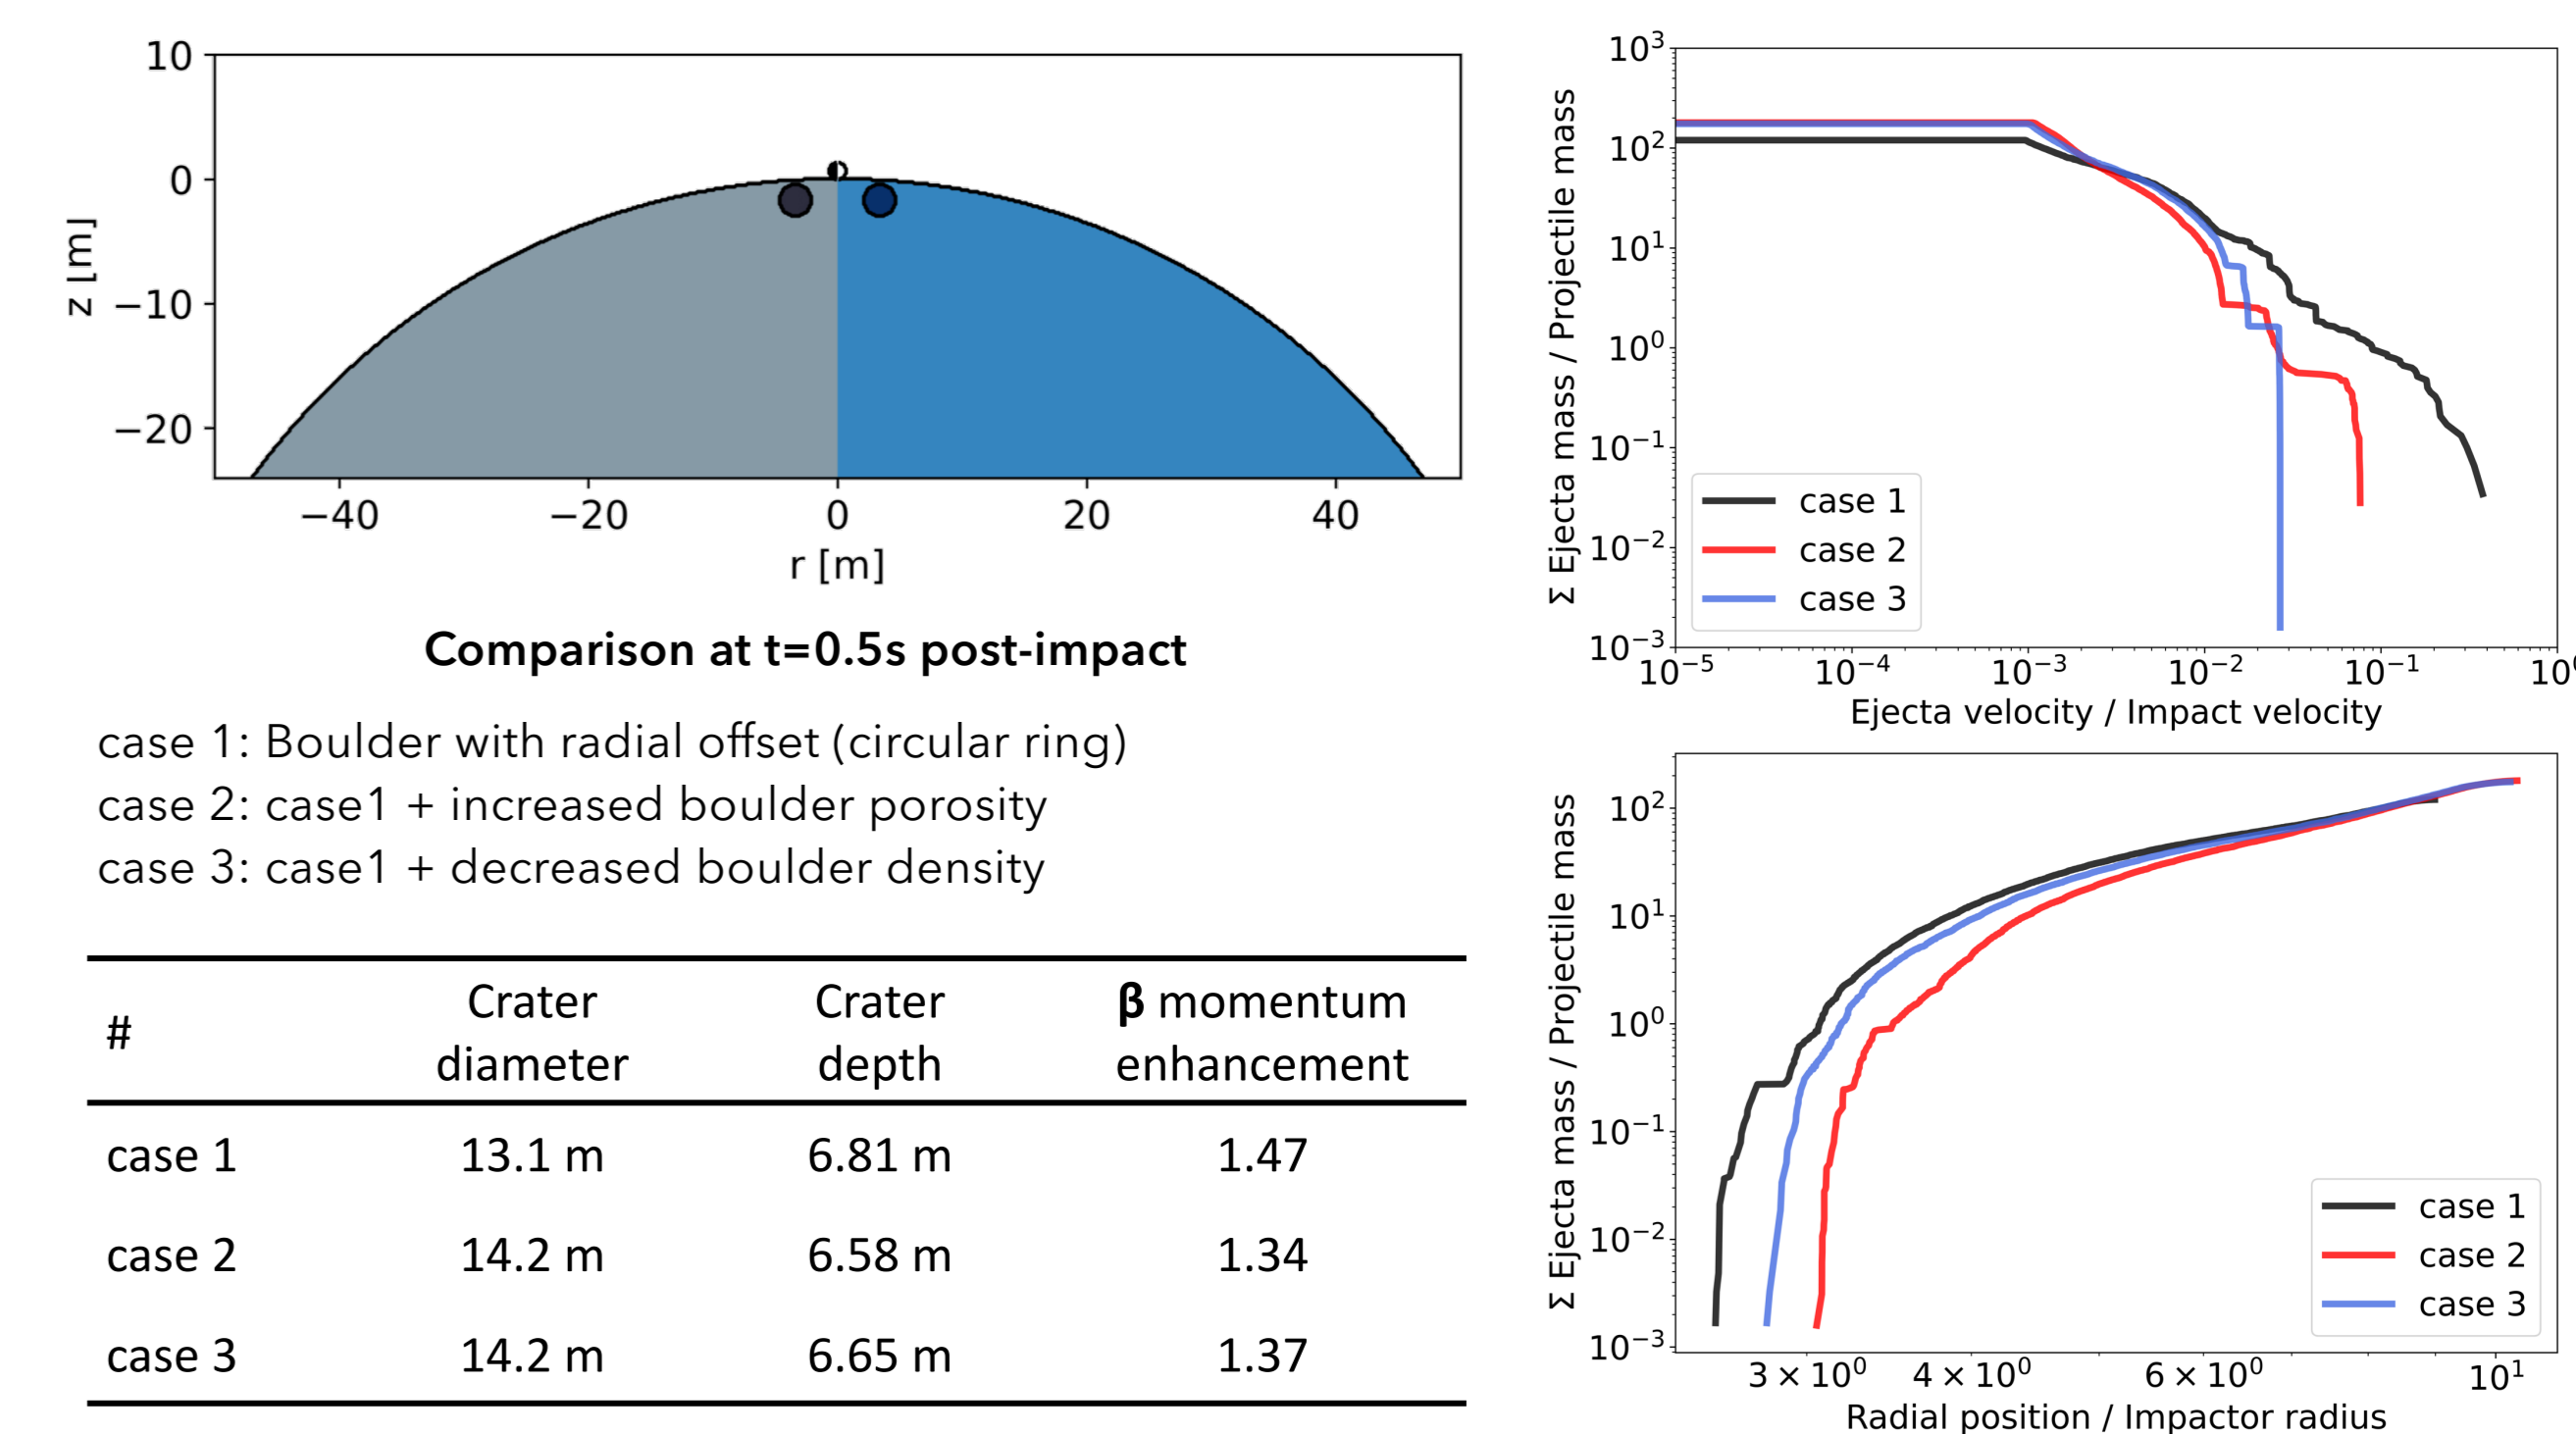 10
0
−10
−20
z [m]
−40
−20
0
20
40
r [m]
Comparison at t=0.5s post-impact
case 1: Boulder with radial offset (circular ring)
case 2: case1 + increased boulder porosity
case 3: case1 + decreased boulder density
# Crater diameter Crater depth β momentum enhancement
case 1 13.1 m 6.81 m 1.47
case 2 14.2 m 6.58 m 1.34
case 3 14.2 m 6.65 m 1.37
Σ Ejecta mass / Projectile mass
10³
10²
10¹
10⁰
10⁻¹
10⁻²
10⁻³
case 1
case 2
case 3
10⁻⁵ 10⁻⁴ 10⁻³ 10⁻² 10⁻¹ 10⁰
Ejecta velocity / Impact velocity
Σ Ejecta mass / Projectile mass
10²
10¹
10⁰
10⁻¹
10⁻²
10⁻³
case 1
case 2
case 3
3 × 10⁰ 4 × 10⁰ 6 × 10⁰ 10¹
Radial position / Impactor radius